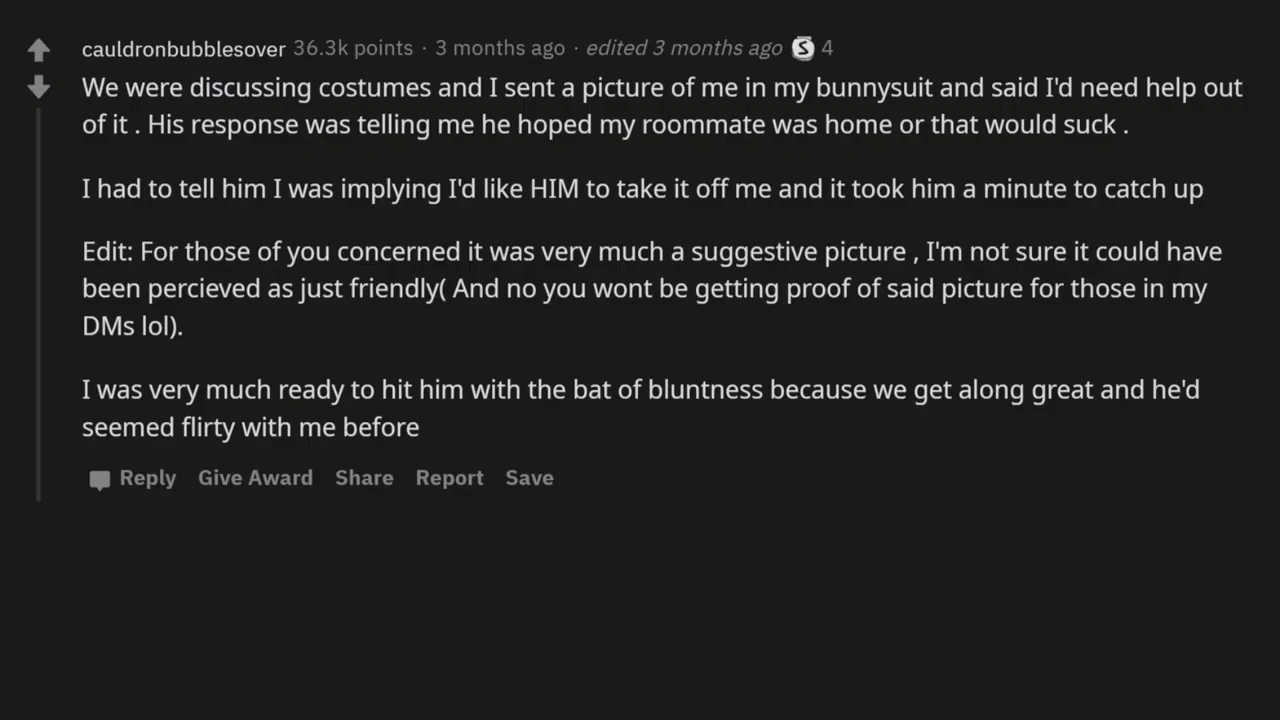 cauldronbubblesover 36.3k points · 3 months ago · edited 3 months ago S 4
We were discussing costumes and I sent a picture of me in my bunnysuit and said I'd need help out
of it . His response was telling me he hoped my roommate was home or that would suck .
I had to tell him I was implying I'd like HIM to take it off me and it took him a minute to catch up
Edit: For those of you concerned it was very much a suggestive picture , I'm not sure it could have
been percieved as just friendly( And no you wont be getting proof of said picture for those in my
DMs lol).
I was very much ready to hit him with the bat of bluntness because we get along great and he'd
seemed flirty with me before
Reply Give Award Share Report Save